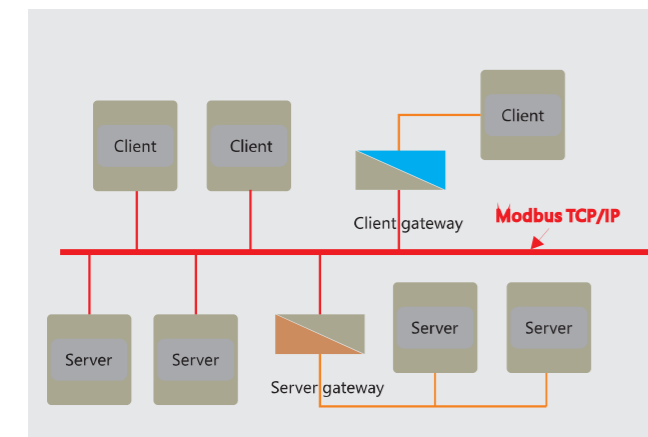 Client
Client
Client
Client gateway
Modbus TCP/IP
Server
Server
Server
Server
Server gateway